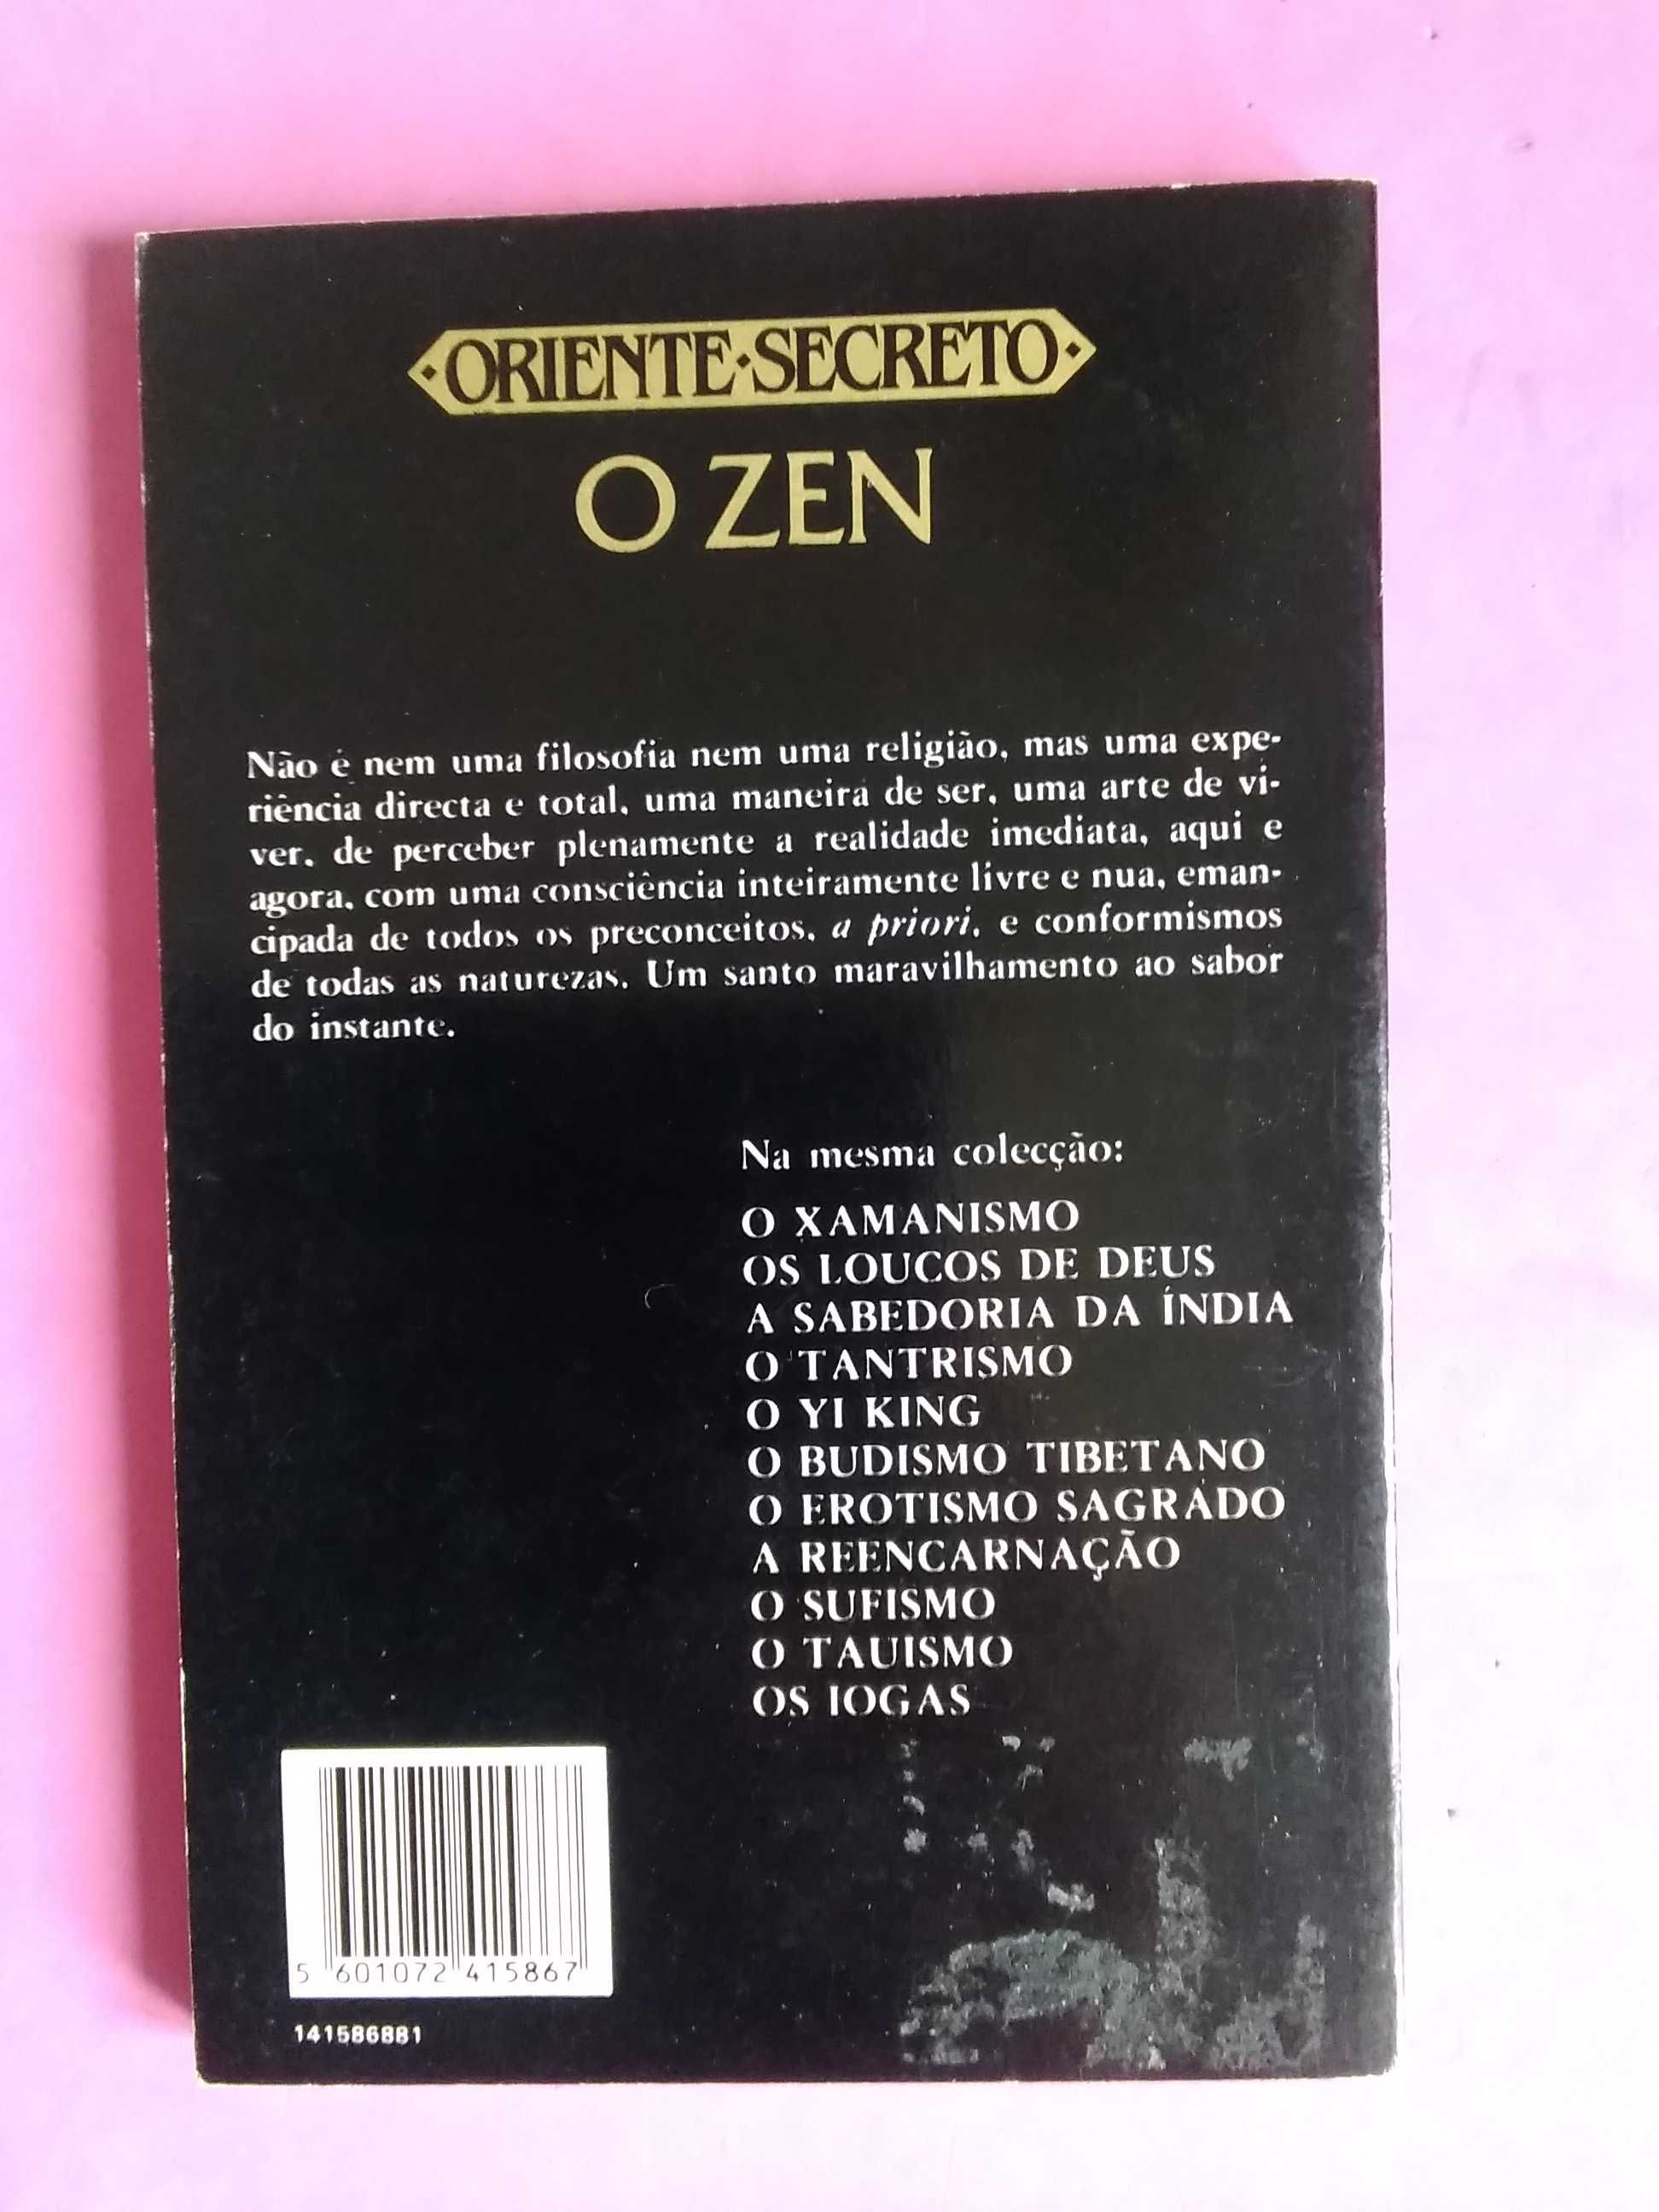 ORIENTE·SECRETO
O ZEN
Não é nem uma filosofia nem uma religião, mas uma expe-
riência directa e total, uma maneira de ser, uma arte de vi-
ver, de perceber plenamente a realidade imediata, aqui e
agora, com uma consciência inteiramente livre e nua, eman-
cipada de todos os preconceitos, a priori, e conformismos
de todas as naturezas. Um santo maravilhamento ao sabor
do instante.
Na mesma colecção:
O XAMANISMO
OS LOUCOS DE DEUS
A SABEDORIA DA ÍNDIA
O TANTRISMO
O YI KING
O BUDISMO TIBETANO
O EROTISMO SAGRADO
A REENCARNAÇÃO
O SUFISMO
O TAUISMO
OS IOGAS
5 601072 415867
141586881